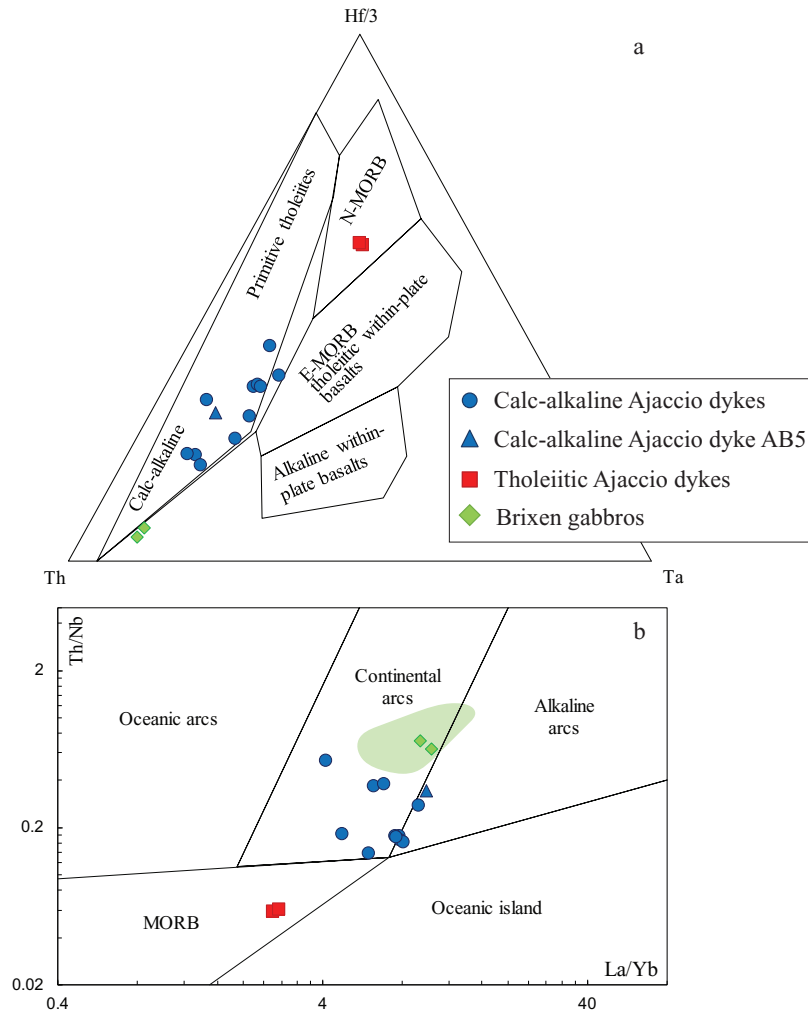 Hf/3
a
N-MORB
Primitive tholeiites
E-MORB
tholeiitic within-plate
basalts
Calc-alkaline
Alkaline within-
plate basalts
Calc-alkaline Ajaccio dykes
Calc-alkaline Ajaccio dyke AB5
Tholeiitic Ajaccio dykes
Brixen gabbros
Th
Ta
Th/Nb
b
2
Continental
arcs
Oceanic arcs
Alkaline
arcs
0.2
MORB
Oceanic island
La/Yb
0.02
0.4
4
40